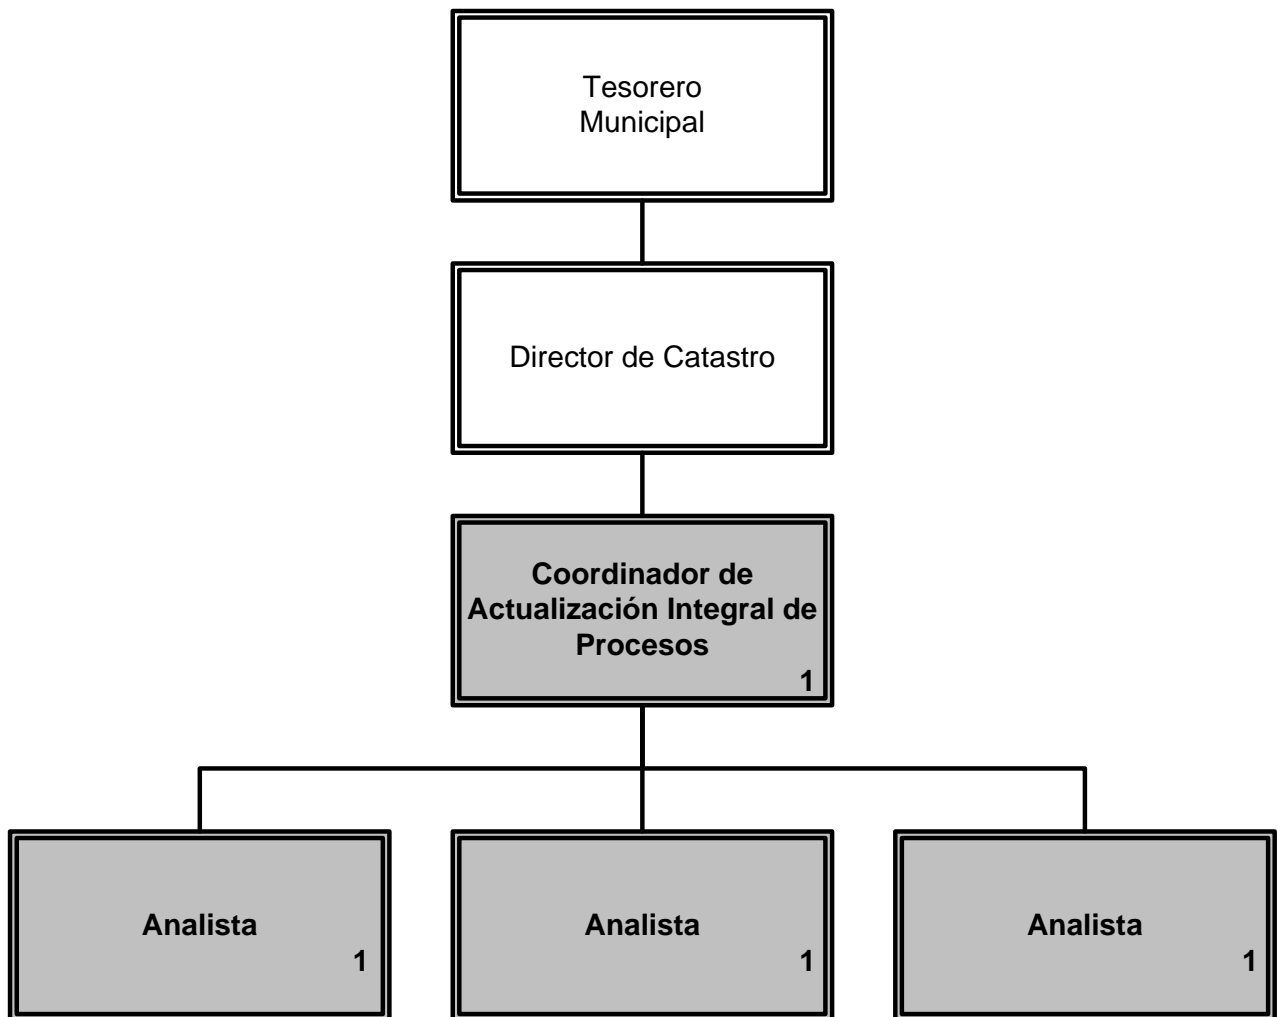 Tesorero
Municipal
Director de Catastro
Coordinador de
Actualización Integral de
Procesos
1
Analista
1
Analista
1
Analista
1